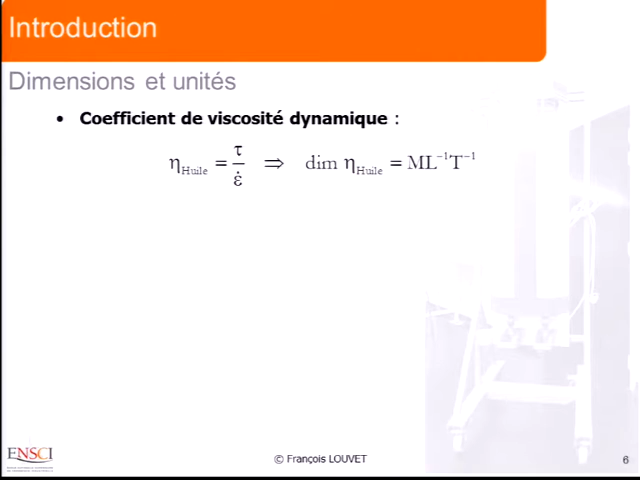 Introduction
Dimensions et unités
• Coefficient de viscosité dynamique :
η_Huile = τ / ε̇ ⇒ dim η_Huile = ML⁻¹T⁻¹
ENSCI
© François LOUVET
6